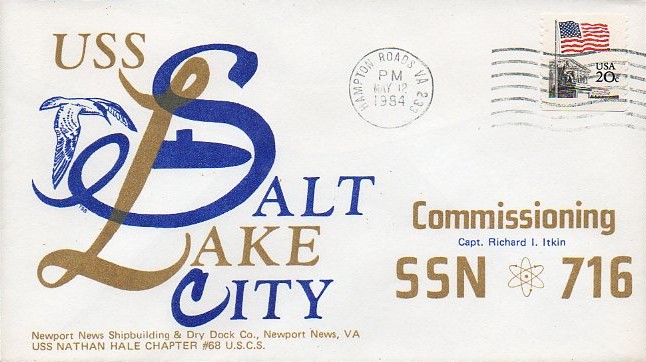 USS
SALT
LAKE
CITY
HAMPTON ROADS VA 233
PM
MAY 12
1984
USA
20c
Commissioning
Capt. Richard I. Itkin
SSN 716
Newport News Shipbuilding & Dry Dock Co., Newport News, VA
USS NATHAN HALE CHAPTER #68 U.S.C.S.